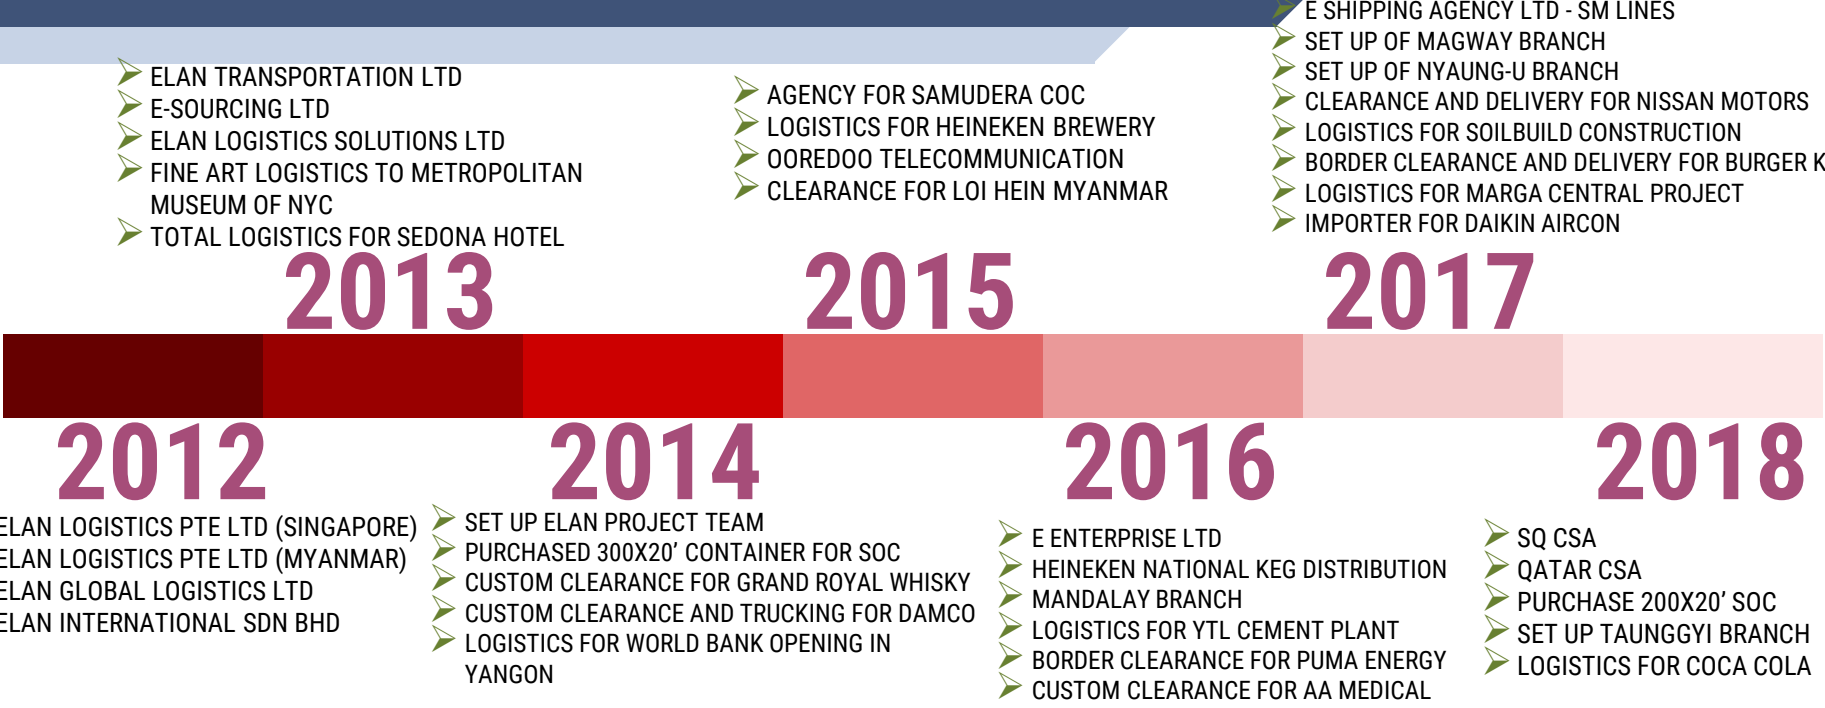 ELAN TRANSPORTATION LTD
E-SOURCING LTD
ELAN LOGISTICS SOLUTIONS LTD
FINE ART LOGISTICS TO METROPOLITAN
MUSEUM OF NYC
TOTAL LOGISTICS FOR SEDONA HOTEL
2013
AGENCY FOR SAMUDERA COC
LOGISTICS FOR HEINEKEN BREWERY
OOREDOO TELECOMMUNICATION
CLEARANCE FOR LOI HEIN MYANMAR
2015
E SHIPPING AGENCY LTD - SM LINES
SET UP OF MAGWAY BRANCH
SET UP OF NYAUNG-U BRANCH
CLEARANCE AND DELIVERY FOR NISSAN MOTORS
LOGISTICS FOR SOILBUILD CONSTRUCTION
BORDER CLEARANCE AND DELIVERY FOR BURGER K
LOGISTICS FOR MARGA CENTRAL PROJECT
IMPORTER FOR DAIKIN AIRCON
2017
2012
ELAN LOGISTICS PTE LTD (SINGAPORE)
ELAN LOGISTICS PTE LTD (MYANMAR)
ELAN GLOBAL LOGISTICS LTD
ELAN INTERNATIONAL SDN BHD
2014
SET UP ELAN PROJECT TEAM
PURCHASED 300X20’ CONTAINER FOR SOC
CUSTOM CLEARANCE FOR GRAND ROYAL WHISKY
CUSTOM CLEARANCE AND TRUCKING FOR DAMCO
LOGISTICS FOR WORLD BANK OPENING IN
YANGON
2016
E ENTERPRISE LTD
HEINEKEN NATIONAL KEG DISTRIBUTION
MANDALAY BRANCH
LOGISTICS FOR YTL CEMENT PLANT
BORDER CLEARANCE FOR PUMA ENERGY
CUSTOM CLEARANCE FOR AA MEDICAL
2018
SQ CSA
QATAR CSA
PURCHASE 200X20’ SOC
SET UP TAUNGGYI BRANCH
LOGISTICS FOR COCA COLA